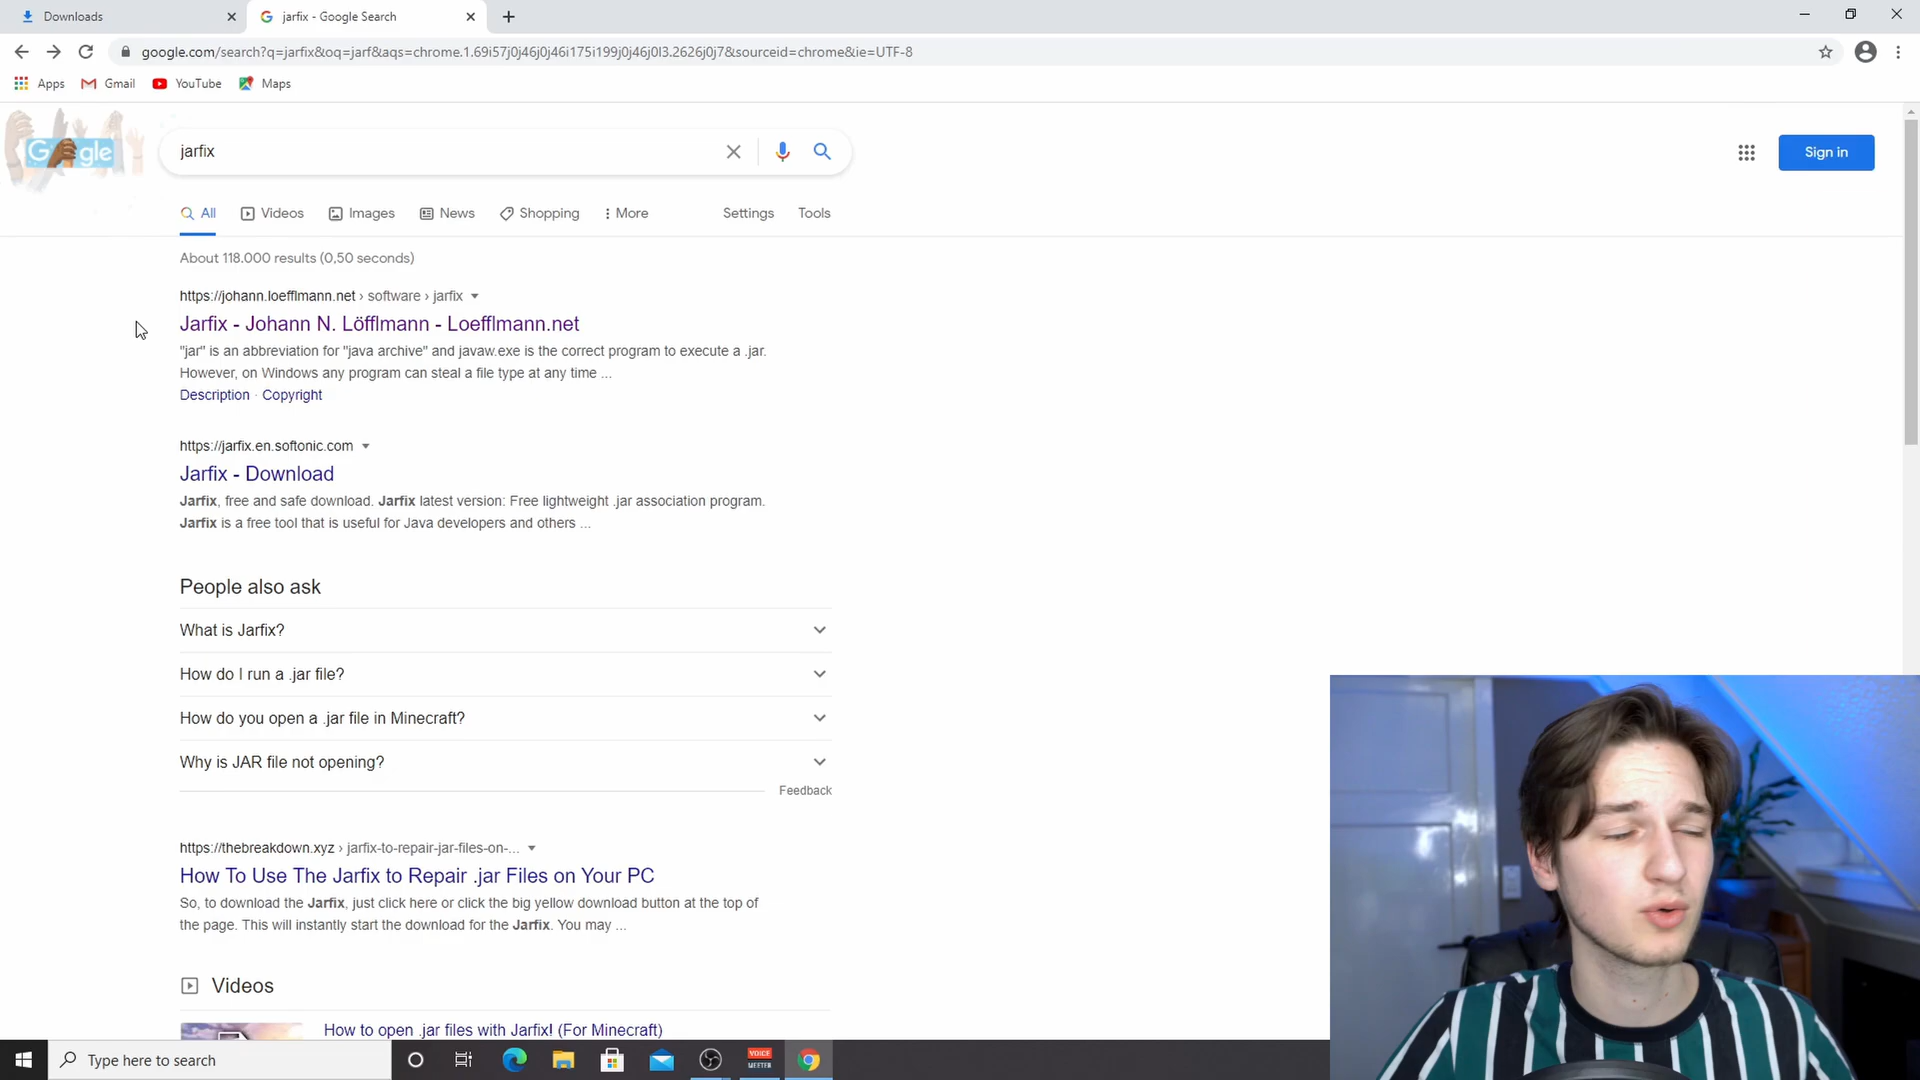 Downloads
jarfix - Google Search
google.com/search?q=jarfix&oq=jarf&aqs=chrome.1.69i57j0j46j0j46i175i199j0j46j0l3.2626j0j7&sourceid=chrome&ie=UTF-8
Apps Gmail YouTube Maps
Google
jarfix
Sign in
All Videos Images News Shopping More Settings Tools
About 118.000 results (0,50 seconds)
https://johann.loefflmann.net › software › jarfix
Jarfix - Johann N. Löfflmann - Loefflmann.net
"jar" is an abbreviation for "java archive" and javaw.exe is the correct program to execute a .jar.
However, on Windows any program can steal a file type at any time ...
Description · Copyright
https://jarfix.en.softonic.com
Jarfix - Download
Jarfix, free and safe download. Jarfix latest version: Free lightweight .jar association program.
Jarfix is a free tool that is useful for Java developers and others ...
People also ask
What is Jarfix?
How do I run a .jar file?
How do you open a .jar file in Minecraft?
Why is JAR file not opening?
Feedback
https://thebreakdown.xyz › jarfix-to-repair-jar-files-on-...
How To Use The Jarfix to Repair .jar Files on Your PC
So, to download the Jarfix, just click here or click the big yellow download button at the top of
the page. This will instantly start the download for the Jarfix. You may ...
Videos
How to open .jar files with Jarfix! (For Minecraft)
Type here to search
VOICE
MEETER